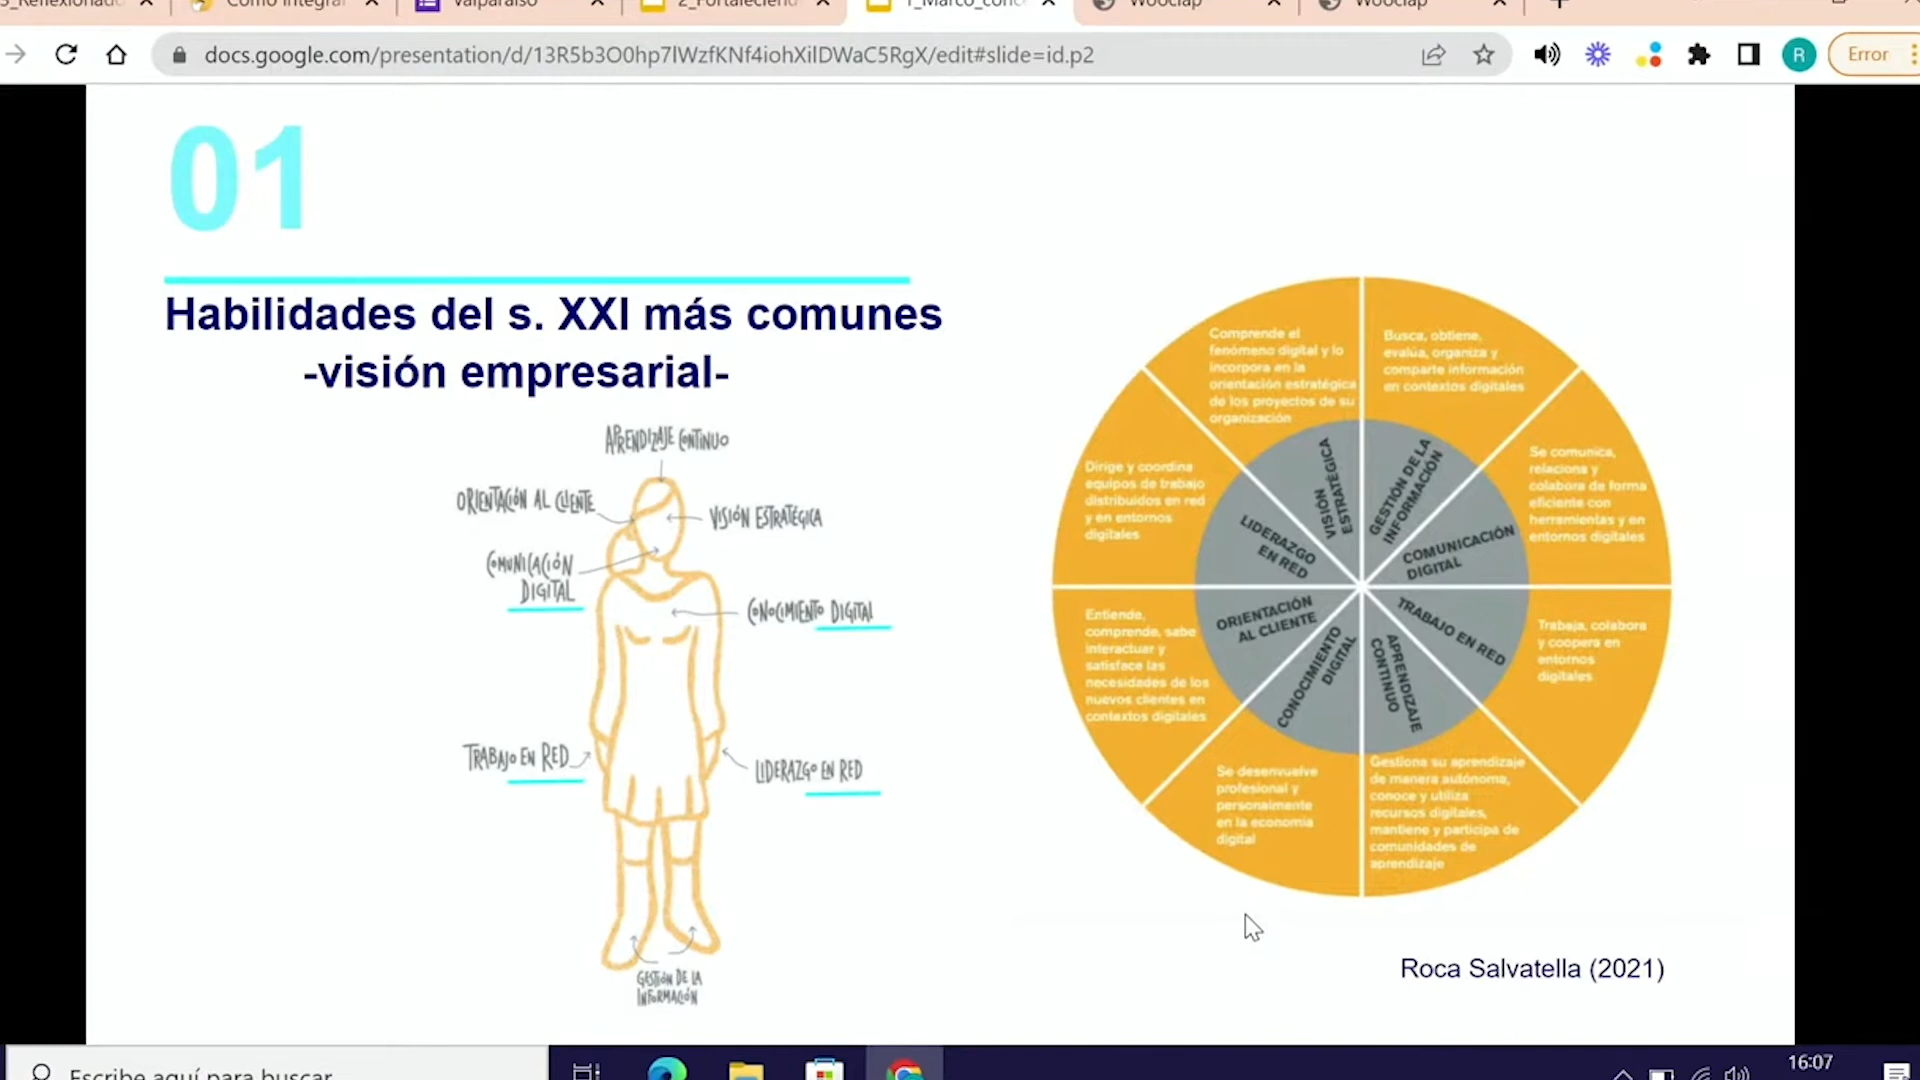 Como integrar
Valparaíso
2_Fortaleciendo
1_Marco_conc
Wooclap
Wooclap
docs.google.com/presentation/d/13R5b3O0hp7lWzfKNf4iohXilDWaC5RgX/edit#slide=id.p2
R
Error
01
Habilidades del s. XXI más comunes
-visión empresarial-
APRENDIZAJE CONTINUO
ORIENTACIÓN AL CLIENTE
VISIÓN ESTRATÉGICA
COMUNICACIÓN
DIGITAL
CONOCIMIENTO DIGITAL
TRABAJO EN RED
LIDERAZGO EN RED
GESTIÓN DE LA
INFORMACIÓN
Comprende el
fenómeno digital y lo
incorpora en la
orientación estratégica
de los proyectos de su
organización
VISIÓN
ESTRATÉGICA
Busca, obtiene,
evalúa, organiza y
comparte información
en contextos digitales
GESTIÓN DE LA
INFORMACIÓN
Se comunica,
relaciona y
colabora de forma
eficiente con
herramientas y en
entornos digitales
COMUNICACIÓN
DIGITAL
Trabaja, colabora
y coopera en
entornos
digitales
TRABAJO EN RED
Gestiona su aprendizaje
de manera autónoma,
conoce y utiliza
recursos digitales,
mantiene y participa de
comunidades de
aprendizaje
APRENDIZAJE
CONTINUO
Se desenvuelve
profesional y
personalmente
en la economía
digital
CONOCIMIENTO
DIGITAL
Entiende,
comprende, sabe
interactuar y
satisface las
necesidades de los
nuevos clientes en
contextos digitales
ORIENTACIÓN
AL CLIENTE
Dirige y coordina
equipos de trabajo
distribuidos en red
y en entornos
digitales
LIDERAZGO
EN RED
Roca Salvatella (2021)
Escribe aquí para buscar
16:07